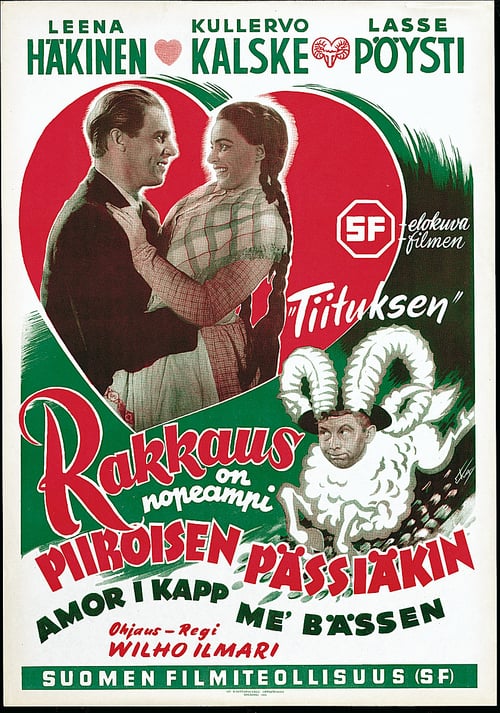 LEENA HÄKINEN
KULLERVO KALSKE
LASSE PÖYSTI
SF -elokuva
-filmen
"Tiituksen"
Rakkaus
on
nopeampi
PIIROISEN PÄSSIÄKIN
AMOR I KAPP ME' BÄSSEN
Ohjaus - Regi
WILHO ILMARI
SUOMEN FILMITEOLLISUUS (SF)